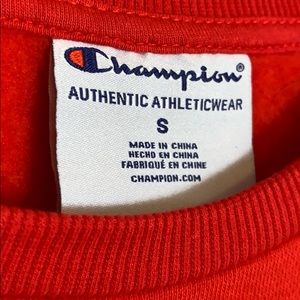 Champion®
AUTHENTIC ATHLETICWEAR
S
MADE IN CHINA
HECHO EN CHINA
FABRIQUÉ EN CHINE
CHAMPION.COM